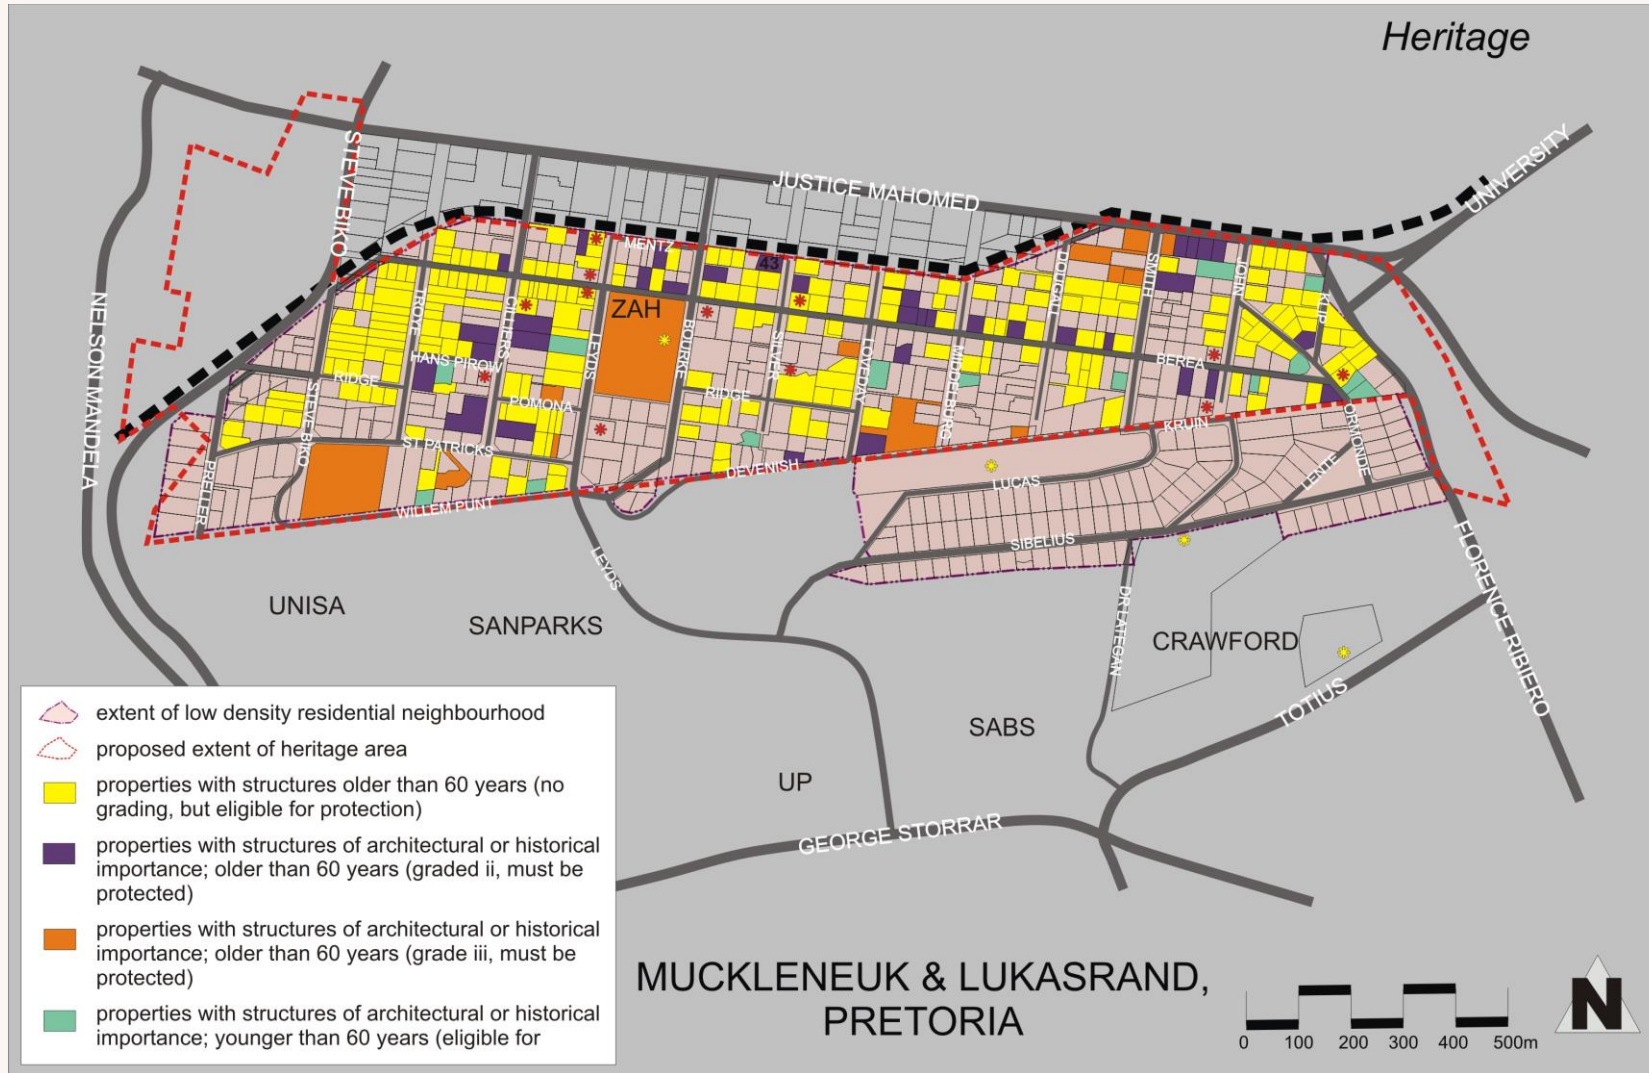 Heritage
STEVE BIKO
JUSTICE MAHOMED
UNIVERSITY
MENTZ
43
DOUGALL
SMITH
JOHN
KLIP
NELSON MANDELA
TROYE
CILLIERS
ZAH
LEYDS
BOURKE
SILVER
LOVEDAY
MIDDELBURG
BEREA
HANS PIROW
RIDGE
RIDGE
POMONA
STEVE BIKO
ST PATRICKS
PRELLER
WILLEM PUNT
DEVENISH
KRUIN
ORMONDE
LUCAS
LENTE
SIBELIUS
LEYDS
FLORENCE RIBIERO
UNISA
SANPARKS
DR LATEGAN
CRAWFORD
TOTIUS
SABS
UP
GEORGE STORRAR
extent of low density residential neighbourhood
proposed extent of heritage area
properties with structures older than 60 years (no
grading, but eligible for protection)
properties with structures of architectural or historical
importance; older than 60 years (graded ii, must be
protected)
properties with structures of architectural or historical
importance; older than 60 years (grade iii, must be
protected)
properties with structures of architectural or historical
importance; younger than 60 years (eligible for
MUCKLENEUK & LUKASRAND,
PRETORIA
0 100 200 300 400 500m
N